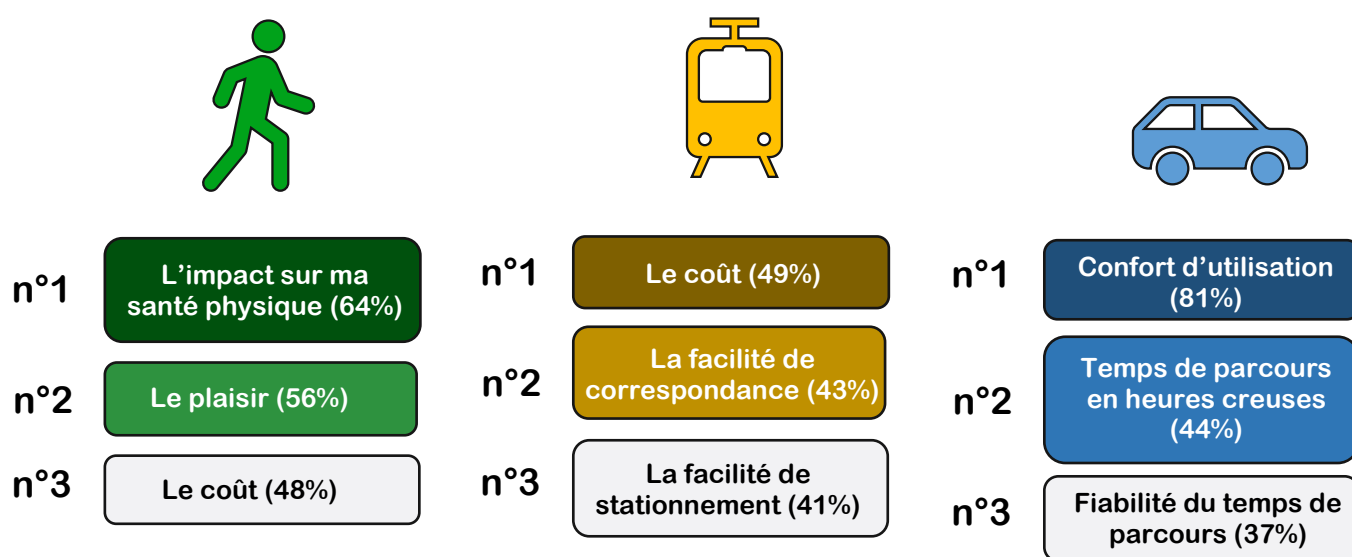 n°1
L'impact sur ma
santé physique (64%)
n°2
Le plaisir (56%)
n°3
Le coût (48%)
n°1
Le coût (49%)
n°2
La facilité de
correspondance (43%)
n°3
La facilité de
stationnement (41%)
n°1
Confort d'utilisation
(81%)
n°2
Temps de parcours
en heures creuses
(44%)
n°3
Fiabilité du temps de
parcours (37%)